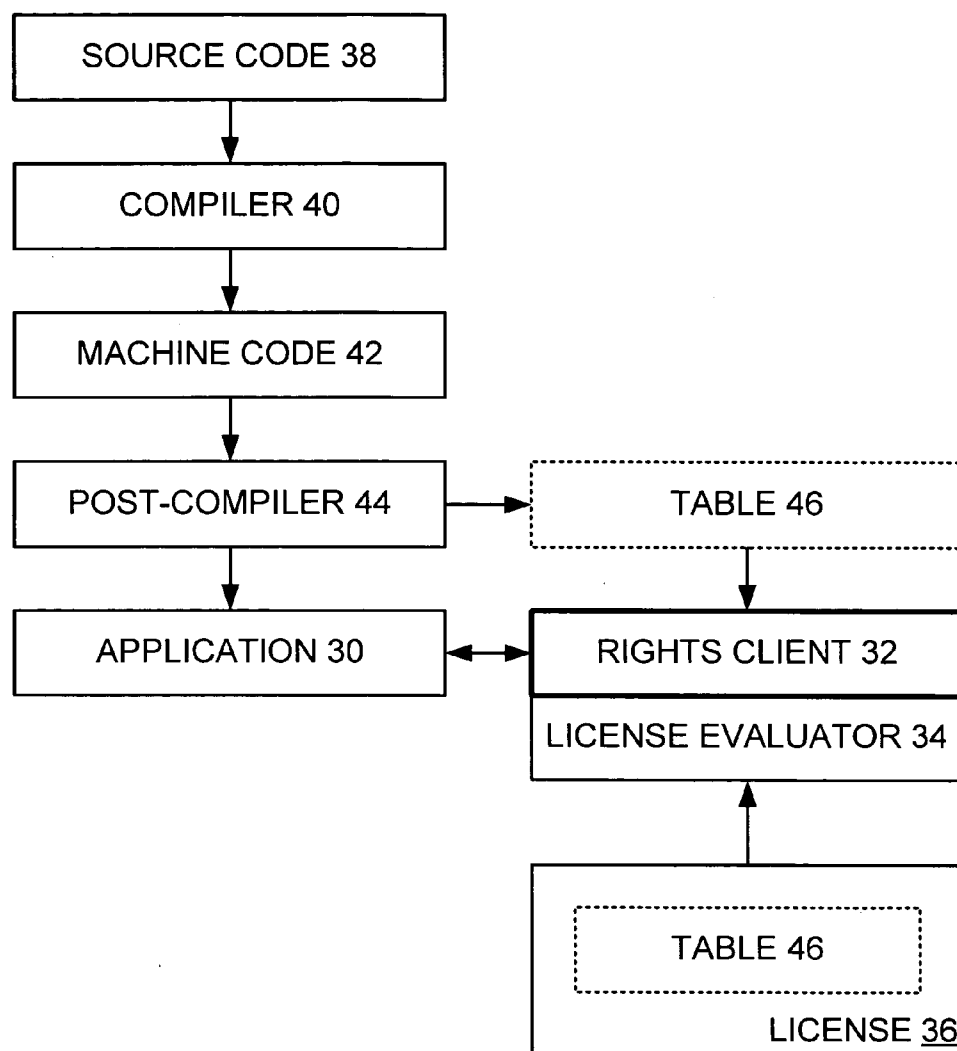 SOURCE CODE 38
COMPILER 40
MACHINE CODE 42
POST-COMPILER 44
TABLE 46
APPLICATION 30
RIGHTS CLIENT 32
LICENSE EVALUATOR 34
TABLE 46
LICENSE 36